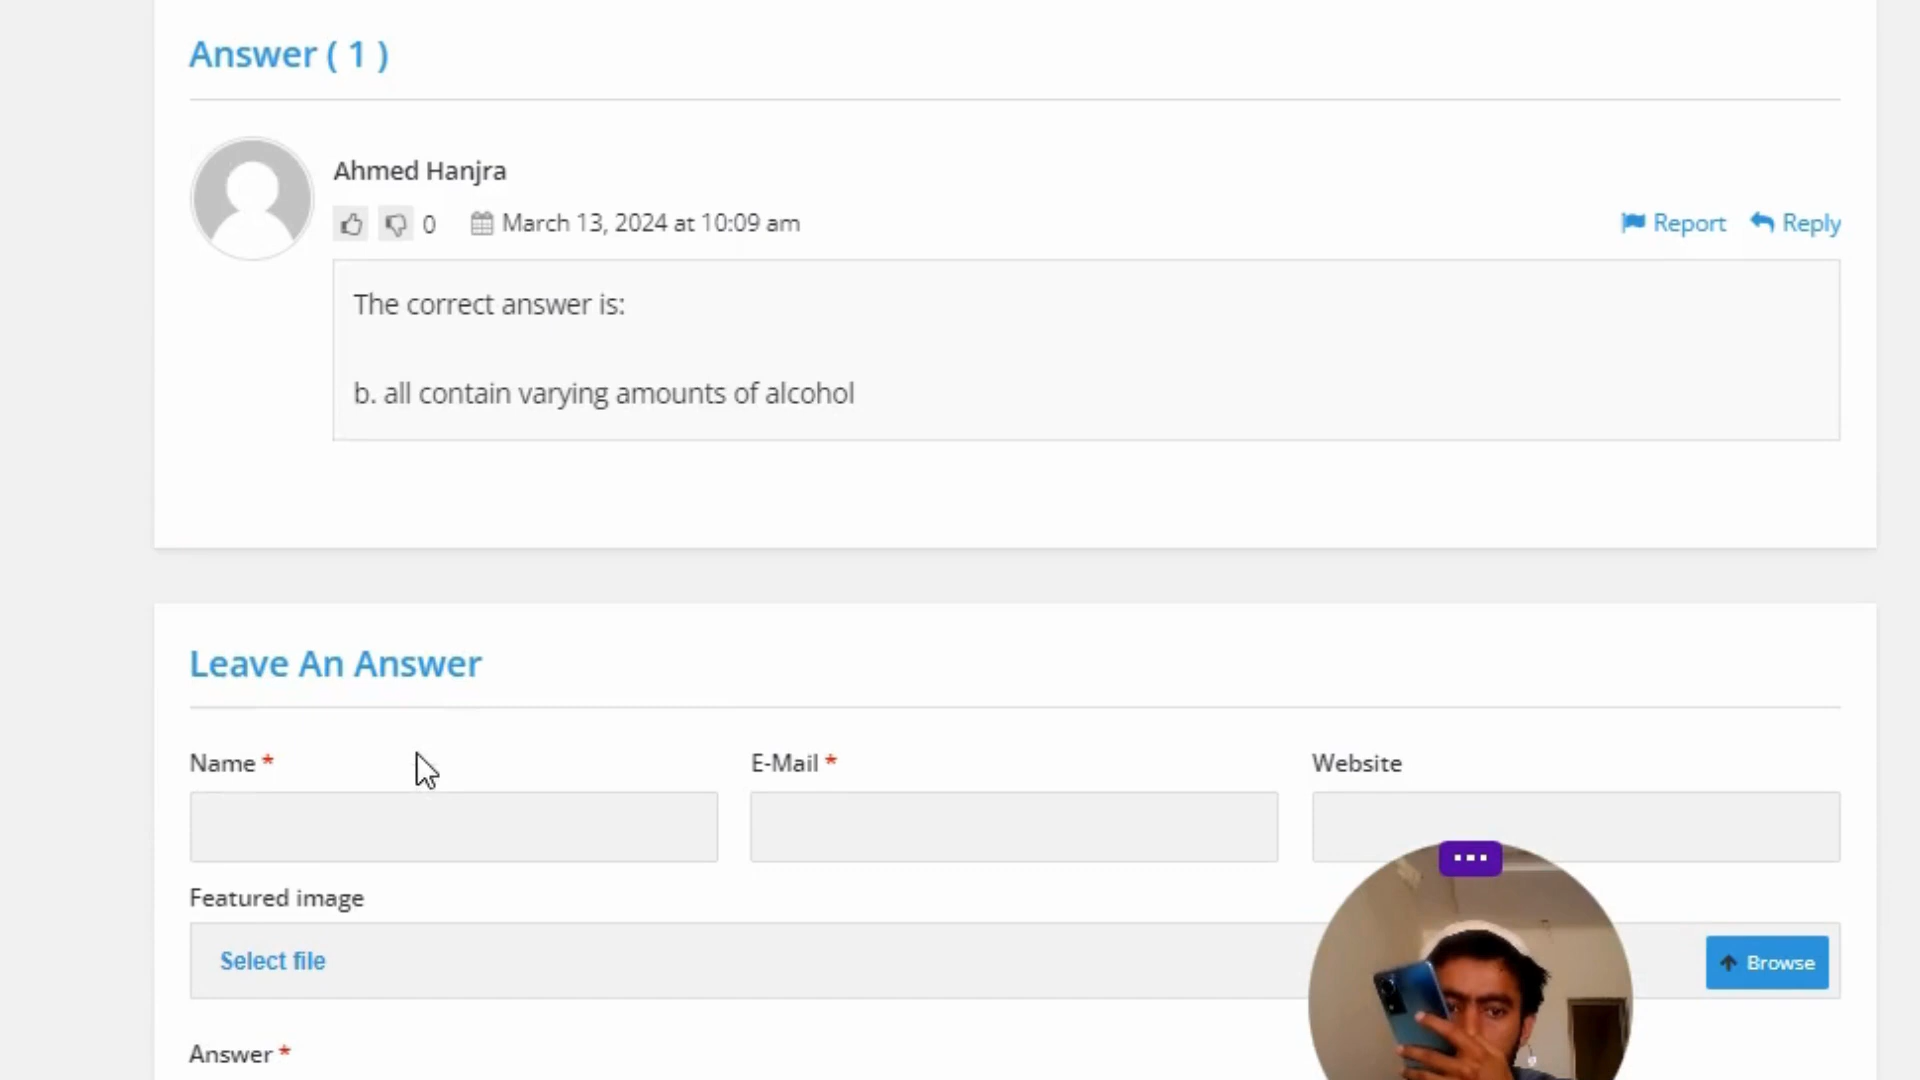 Answer ( 1 )
Ahmed Hanjra
0 March 13, 2024 at 10:09 am Report Reply
The correct answer is:
b. all contain varying amounts of alcohol
Leave An Answer
Name * E-Mail * Website
Featured image
Select file Browse
Answer *